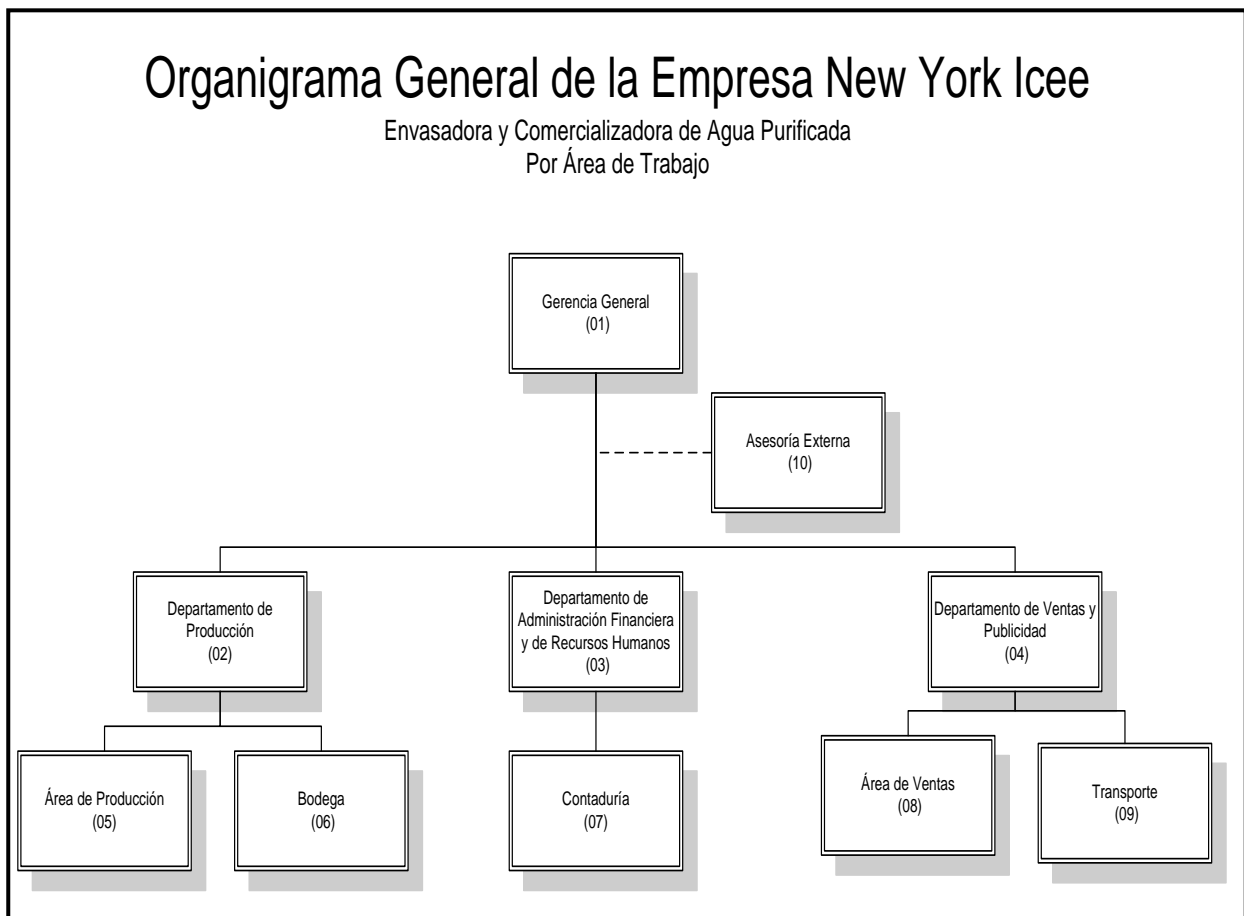 Organigrama General de la Empresa New York Icee
Envasadora y Comercializadora de Agua Purificada
Por Área de Trabajo
Gerencia General
(01)
Asesoría Externa
(10)
Departamento de
Producción
(02)
Departamento de
Administración Financiera
y de Recursos Humanos
(03)
Departamento de Ventas y
Publicidad
(04)
Área de Producción
(05)
Bodega
(06)
Contaduría
(07)
Área de Ventas
(08)
Transporte
(09)